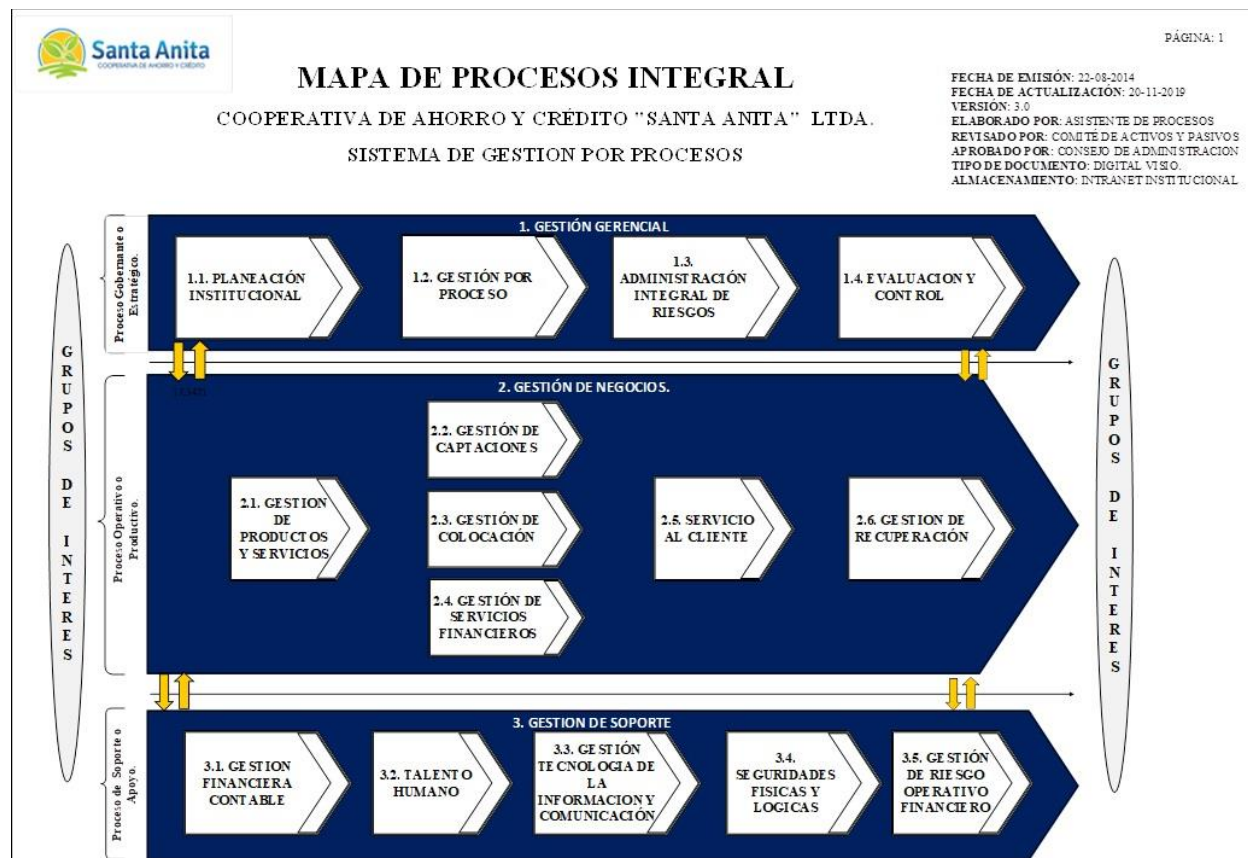 Santa Anita
COOPERATIVA DE AHORRO Y CRÉDITO
PÁGINA: 1
MAPA DE PROCESOS INTEGRAL
COOPERATIVA DE AHORRO Y CRÉDITO "SANTA ANITA" LTDA.
SISTEMA DE GESTION POR PROCESOS
FECHA DE EMISIÓN: 22-08-2014
FECHA DE ACTUALIZACIÓN: 20-11-2019
VERSIÓN: 3.0
ELABORADO POR: ASISTENTE DE PROCESOS
REVISADO POR: COMITÉ DE ACTIVOS Y PASIVOS
APROBADO POR: CONSEJO DE ADMINISTRACION
TIPO DE DOCUMENTO: DIGITAL VISIO.
ALMACENAMIENTO: INTRANET INSTITUCIONAL
GRUPOS DE INTERES
Proceso Gobernante o
Estratégico.
1. GESTIÓN GERENCIAL
1.1. PLANEACIÓN
INSTITUCIONAL
1.2. GESTIÓN POR
PROCESO
1.3.
ADMINISTRACIÓN
INTEGRAL DE
RIESGOS
1.4. EVALUACION Y
CONTROL
Proceso Operativo o
Productivo.
2. GESTIÓN DE NEGOCIOS.
2.1. GESTION
DE
PRODUCTOS
Y SERVICIOS
2.2. GESTIÓN DE
CAPTACIONES
2.3. GESTIÓN DE
COLOCACIÓN
2.4. GESTIÓN DE
SERVICIOS
FINANCIEROS
2.5. SERVICIO
AL CLIENTE
2.6. GESTION DE
RECUPERACIÓN
Proceso de Soporte o
Apoyo.
3. GESTION DE SOPORTE
3.1. GESTION
FINANCIERA
CONTABLE
3.2. TALENTO
HUMANO
3.3. GESTIÓN
TECNOLOGIA DE
LA
INFORMACION Y
COMUNICACIÓN
3.4.
SEGURIDADES
FISICAS Y
LOGICAS
3.5. GESTIÓN
DE RIESGO
OPERATIVO
FINANCIERO
GRUPOS DE INTERES